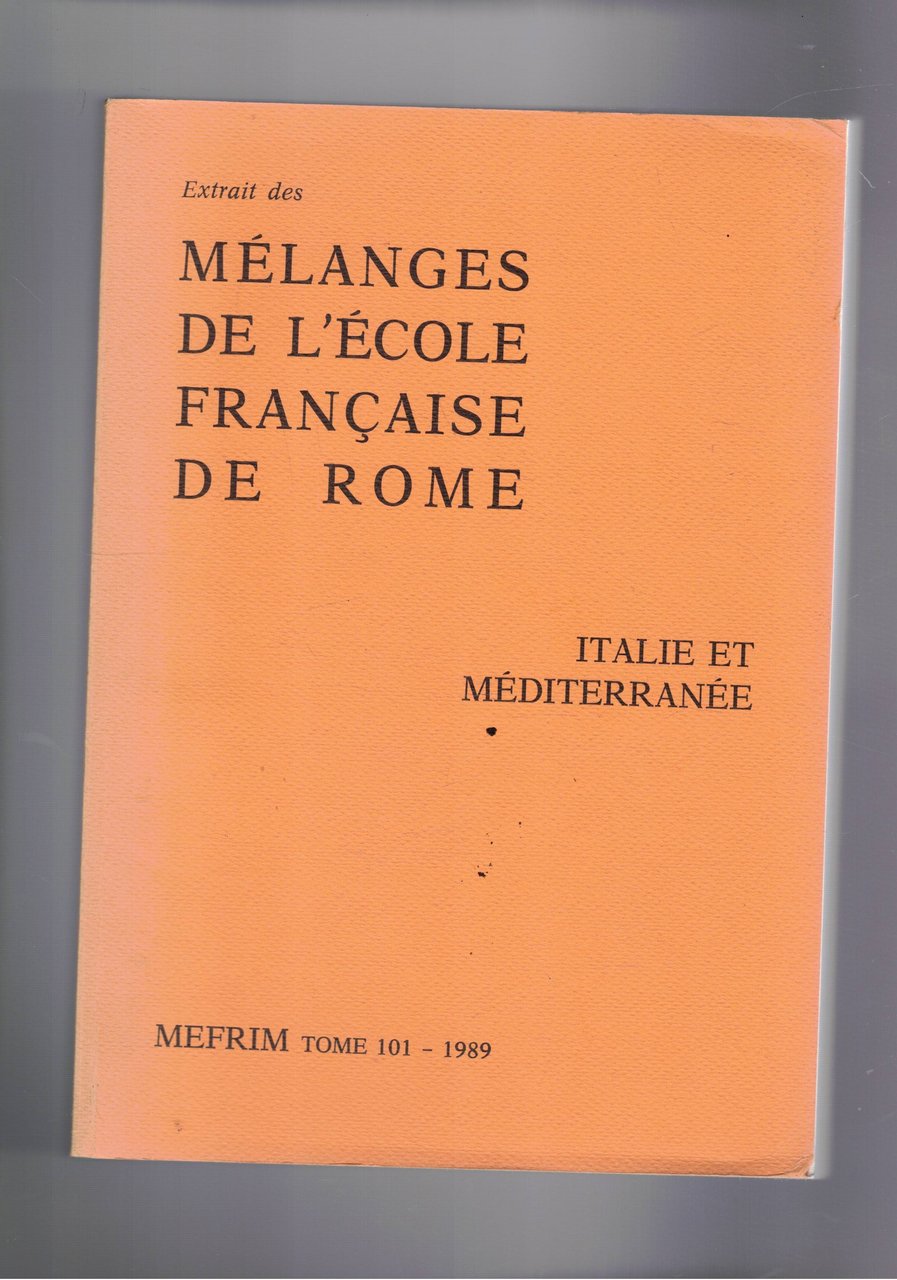 Extrait des
MÉLANGES
DE L'ÉCOLE
FRANÇAISE
DE ROME
ITALIE ET
MÉDITERRANÉE
MEFRIM TOME 101 – 1989